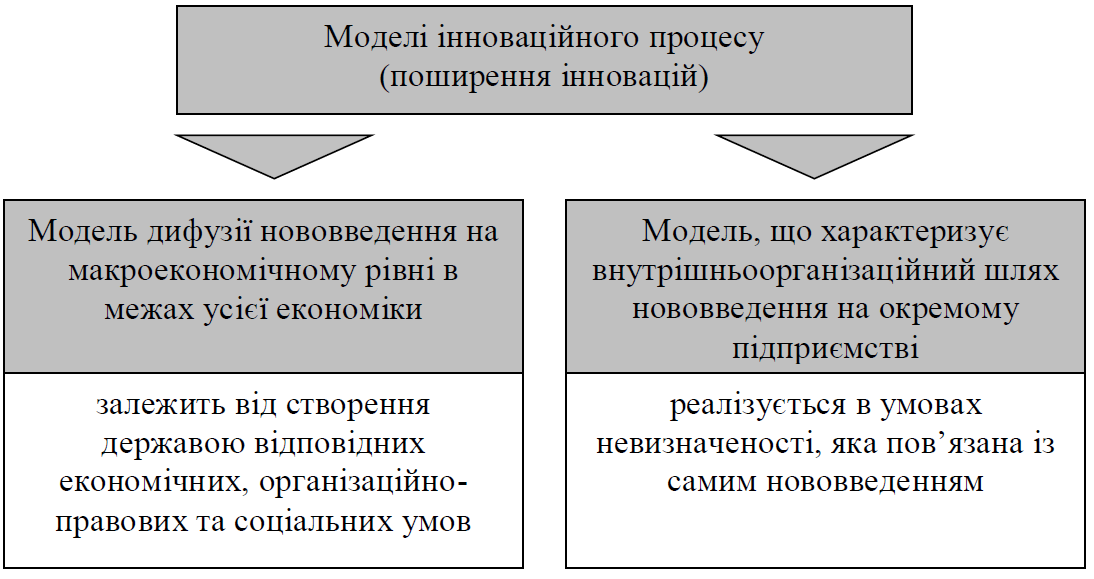 Моделі інноваційного процесу
(поширення інновацій)
Модель дифузії нововведення на
макроекономічному рівні в
межах усієї економіки
залежить від створення
державою відповідних
економічних, організаційно-
правових та соціальних умов
Модель, що характеризує
внутрішньоорганізаційний шлях
нововведення на окремому
підприємстві
реалізується в умовах
невизначеності, яка пов’язана із
самим нововведенням